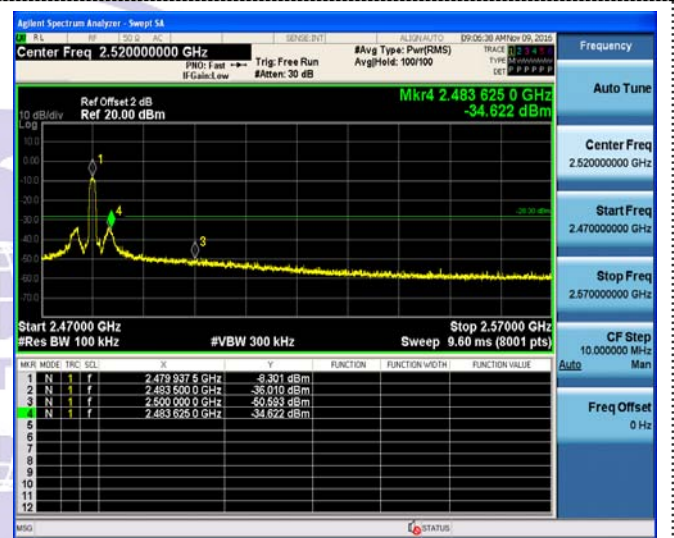 Agilent Spectrum Analyzer - Swept SA
RL RF 50 Ω AC SENSE:INT ALIGN AUTO 09:06:38 AM Nov 09, 2016
Center Freq 2.520000000 GHz #Avg Type: Pwr(RMS) TRACE 1 2 3 4 5 6
PNO: Fast Trig: Free Run Avg|Hold: 100/100 TYPE
IFGain:Low #Atten: 30 dB DET P P P P P P
Frequency
Ref Offset 2 dB
10 dB/div Ref 20.00 dBm
Log
Mkr4 2.483 625 0 GHz
-34.622 dBm
10.0
0.00
-10.0
-20.0
-30.0
-40.0
-50.0
-60.0
-70.0
1
4
3
Start 2.47000 GHz Stop 2.57000 GHz
#Res BW 100 kHz #VBW 300 kHz Sweep 9.60 ms (8001 pts)
MKR MODE TRC SCL X Y FUNCTION FUNCTION WIDTH FUNCTION VALUE
1 N 1 f 2.479 937 5 GHz -8.301 dBm
2 N 1 f 2.483 500 0 GHz -36.010 dBm
3 N 1 f 2.500 000 0 GHz -50.593 dBm
4 N 1 f 2.483 625 0 GHz -34.622 dBm
5
6
7
8
9
10
11
12
MSG STATUS
Auto Tune
Center Freq
2.520000000 GHz
Start Freq
2.470000000 GHz
Stop Freq
2.570000000 GHz
CF Step
10.000000 MHz
Auto Man
Freq Offset
0 Hz